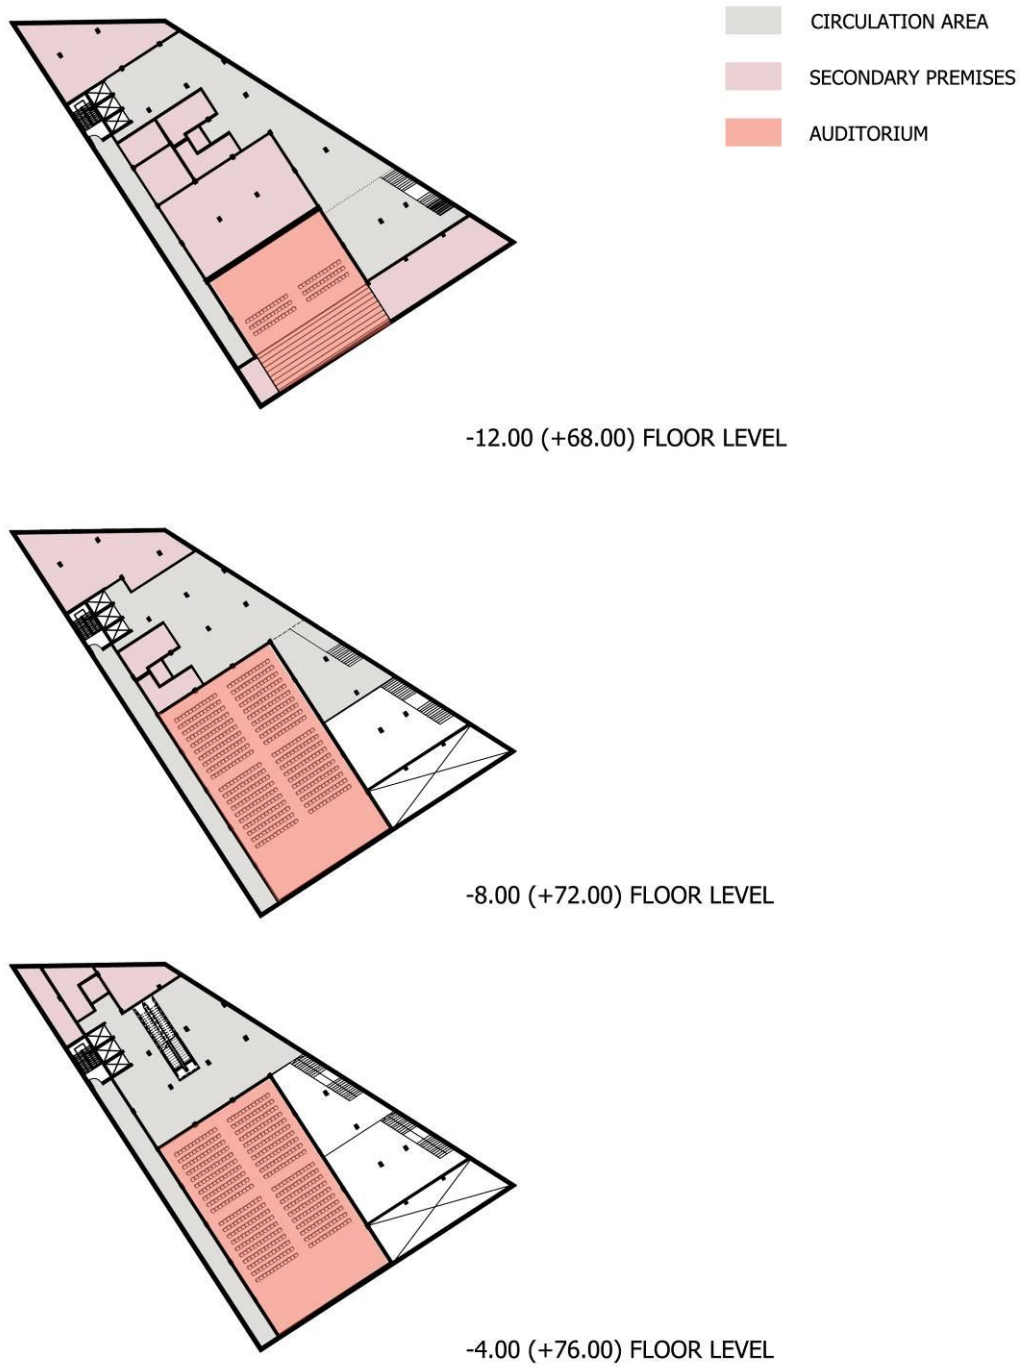 CIRCULATION AREA
SECONDARY PREMISES
AUDITORIUM
-12.00 (+68.00) FLOOR LEVEL
-8.00 (+72.00) FLOOR LEVEL
-4.00 (+76.00) FLOOR LEVEL